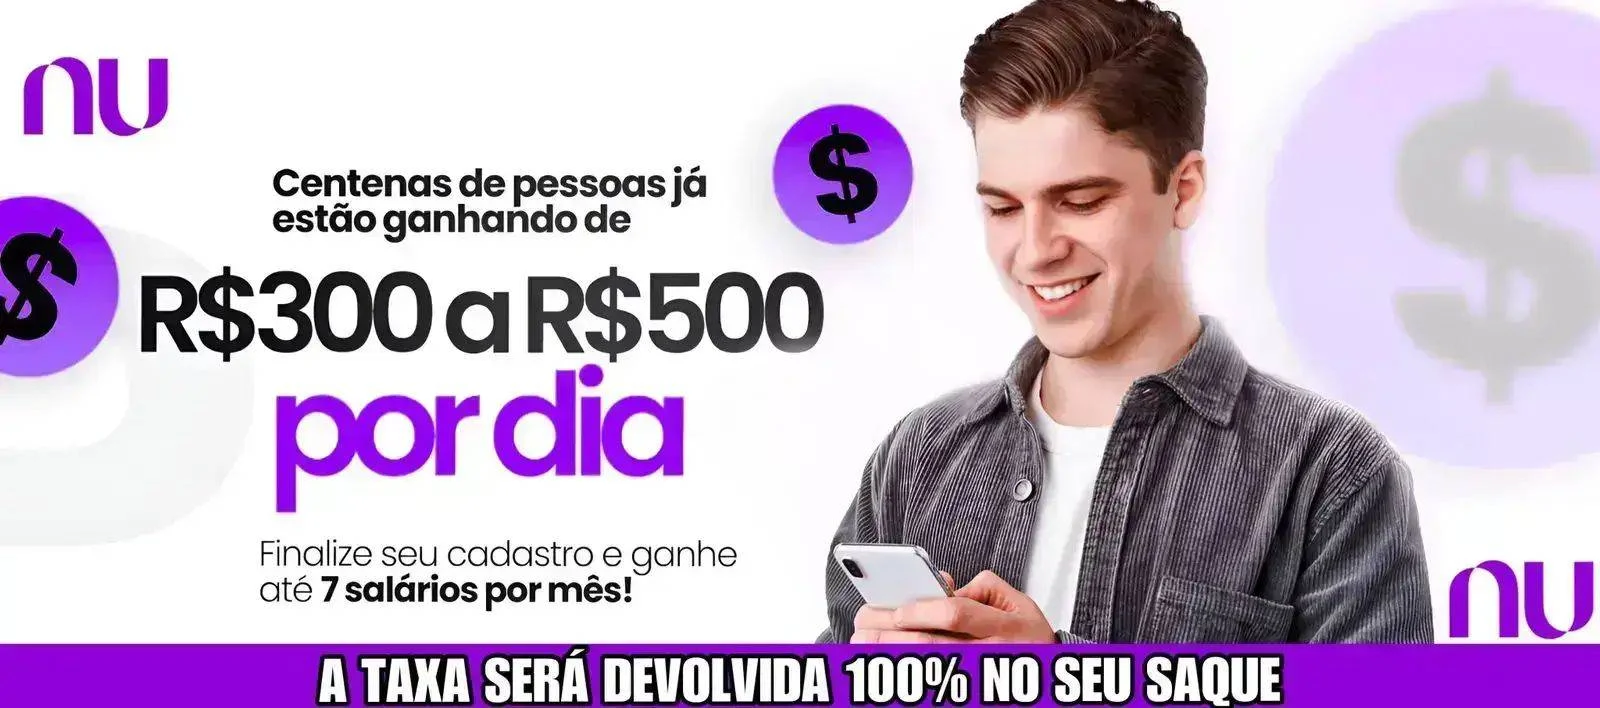 nu
$
Centenas de pessoas já
estão ganhando de
$
$
R$300 a R$500
por dia
Finalize seu cadastro e ganhe
até 7 salários por mês!
nu
A TAXA SERÁ DEVOLVIDA 100% NO SEU SAQUE